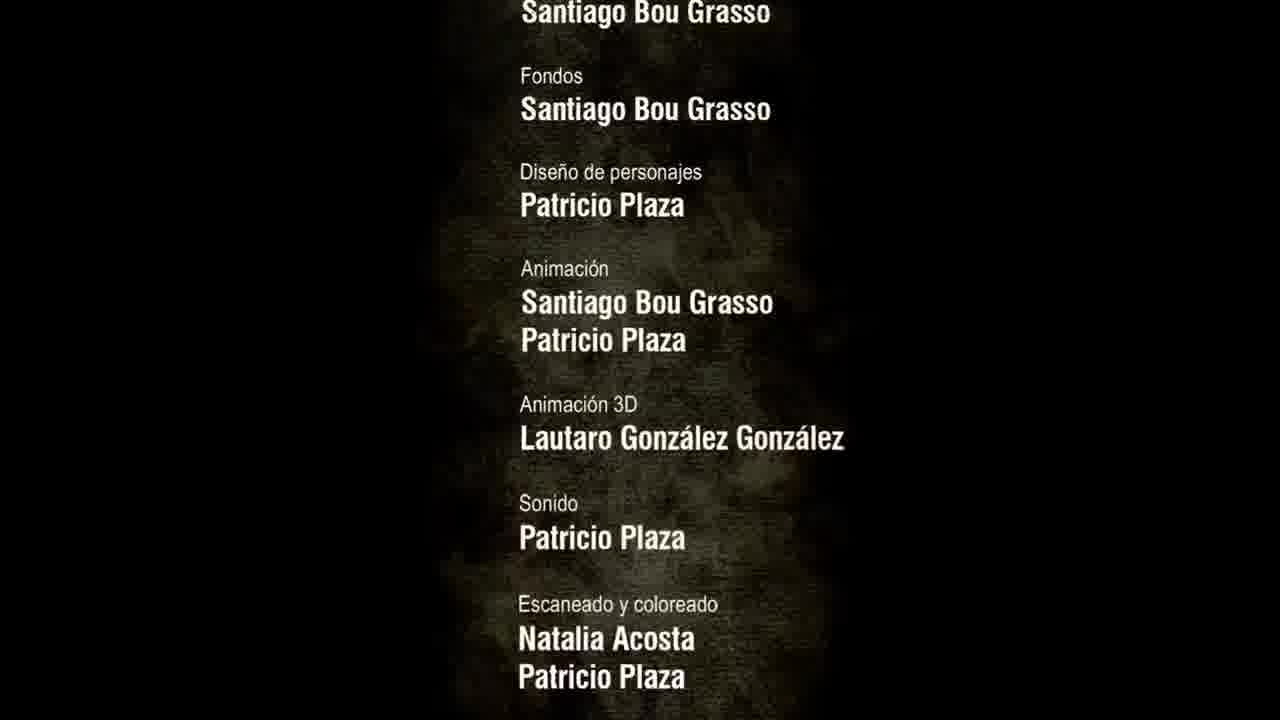 Santiago Bou Grasso
Fondos
Santiago Bou Grasso
Diseño de personajes
Patricio Plaza
Animación
Santiago Bou Grasso
Patricio Plaza
Animación 3D
Lautaro González González
Sonido
Patricio Plaza
Escaneado y coloreado
Natalia Acosta
Patricio Plaza